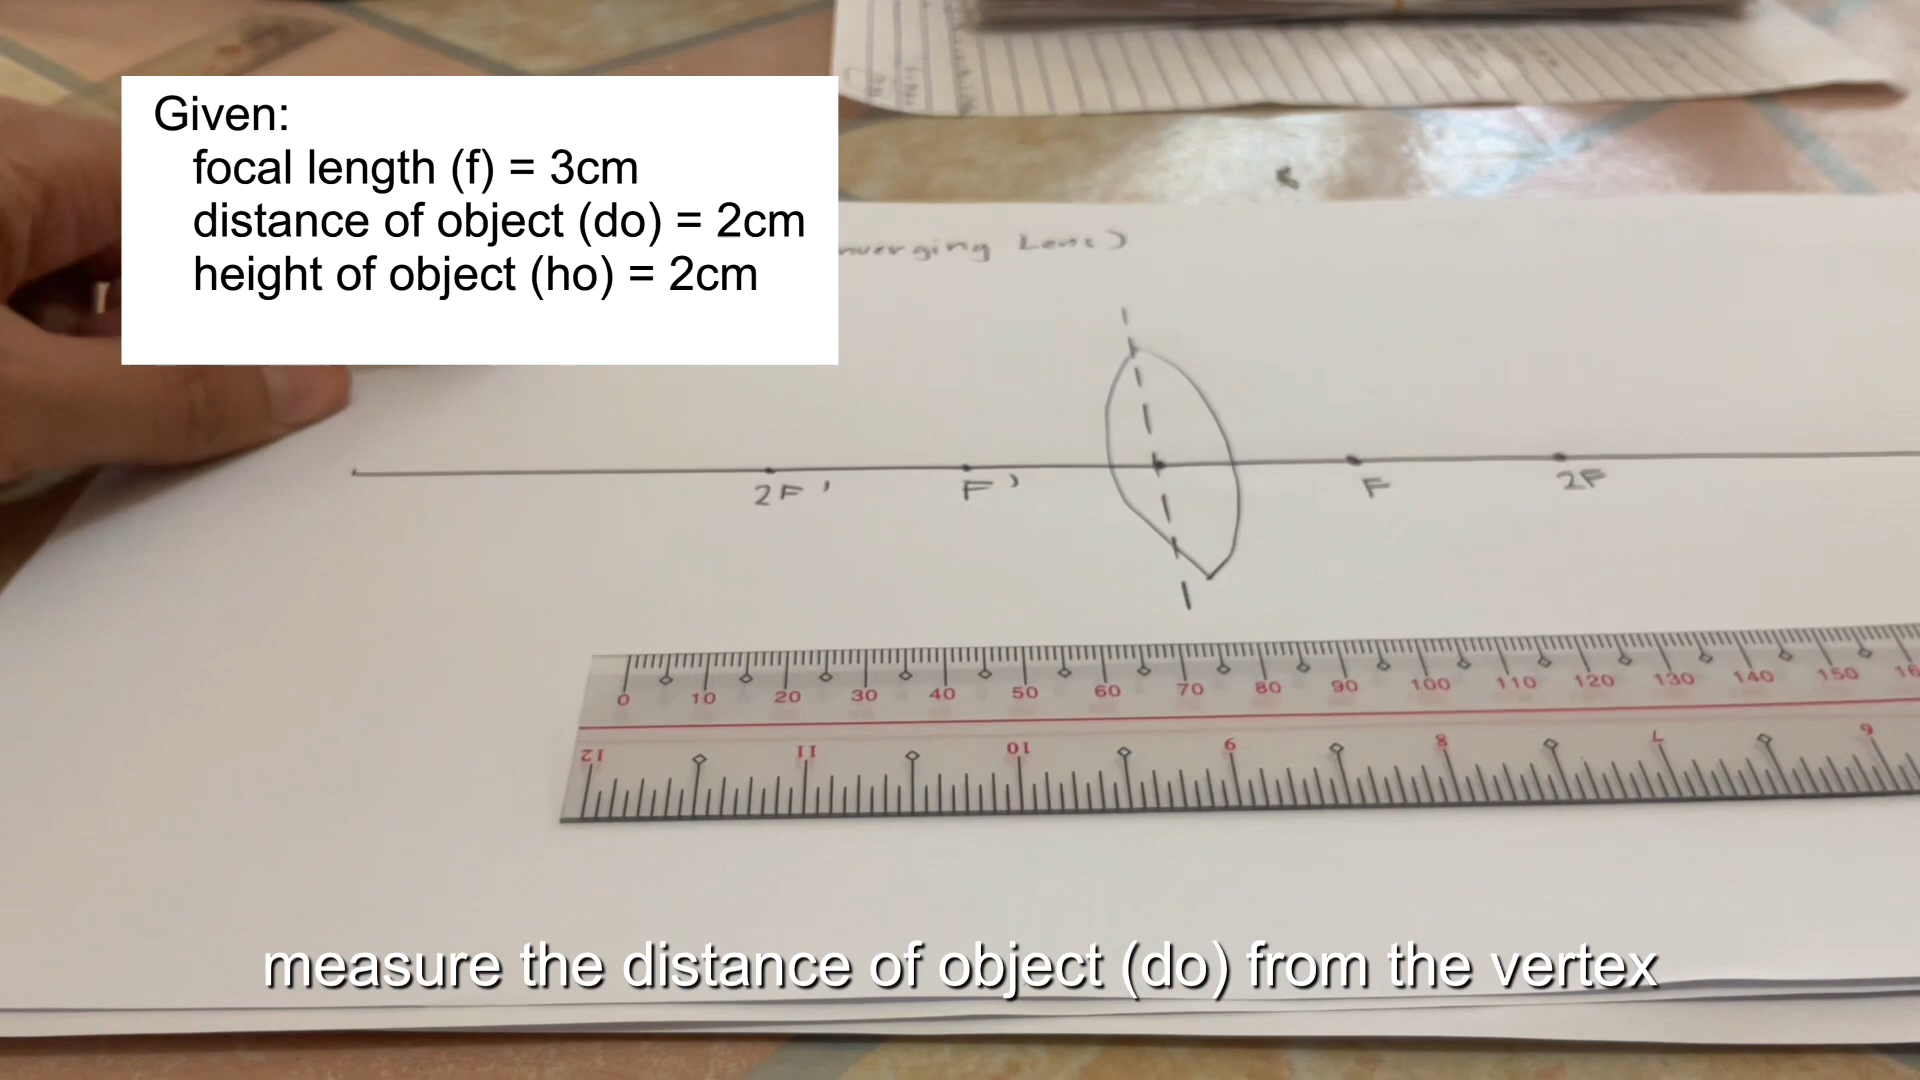 Given:
focal length (f) = 3cm
distance of object (do) = 2cm
height of object (ho) = 2cm
Lens)
2F'
F'
F
2F
0 10 20 30 40 50 60 70 80 90 100 110 120 130 140 150
12 11 10 9 8 7 6
measure the distance of object (do) from the vertex